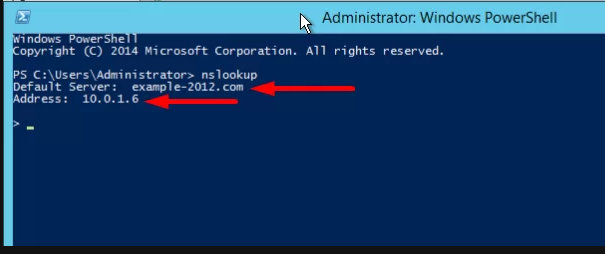 Administrator: Windows PowerShell
Windows PowerShell
Copyright (C) 2014 Microsoft Corporation. All rights reserved.
PS C:\Users\Administrator> nslookup
Default Server:  example-2012.com
Address:  10.0.1.6
>